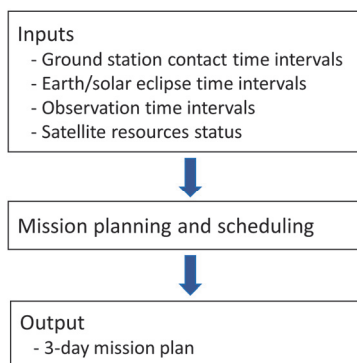 Inputs
- Ground station contact time intervals
- Earth/solar eclipse time intervals
- Observation time intervals
- Satellite resources status
Mission planning and scheduling
Output
- 3-day mission plan